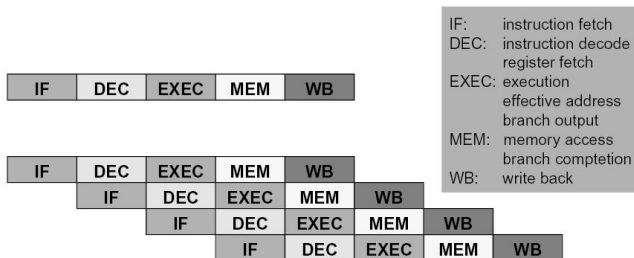 IF: instruction fetch
DEC: instruction decode
register fetch
EXEC: execution
effective address
branch output
MEM: memory access
branch comptetion
WB: write back
IF DEC EXEC MEM WB
IF DEC EXEC MEM WB
IF DEC EXEC MEM WB
IF DEC EXEC MEM WB
IF DEC EXEC MEM WB